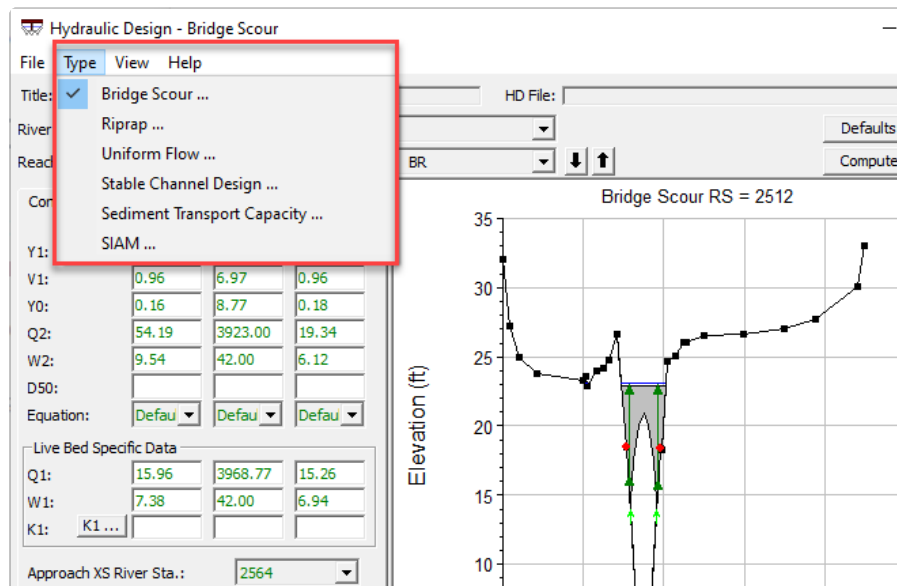 Hydraulic Design - Bridge Scour
File Type View Help
Title: HD File:
Bridge Scour ...
Riprap ...
River
Uniform Flow ...
Defaults
Stable Channel Design ...
BR
Compute
Sediment Transport Capacity ...
SIAM ...
Y1:
V1: 0.96 6.97 0.96
Y0: 0.16 8.77 0.18
Q2: 54.19 3923.00 19.34
W2: 9.54 42.00 6.12
D50:
Equation: Defau Defau Defau
Live Bed Specific Data
Q1: 15.96 3968.77 15.26
W1: 7.38 42.00 6.94
K1: K1 ...
Approach XS River Sta.: 2564
Bridge Scour RS = 2512
Elevation (ft)
35
30
25
20
15
10